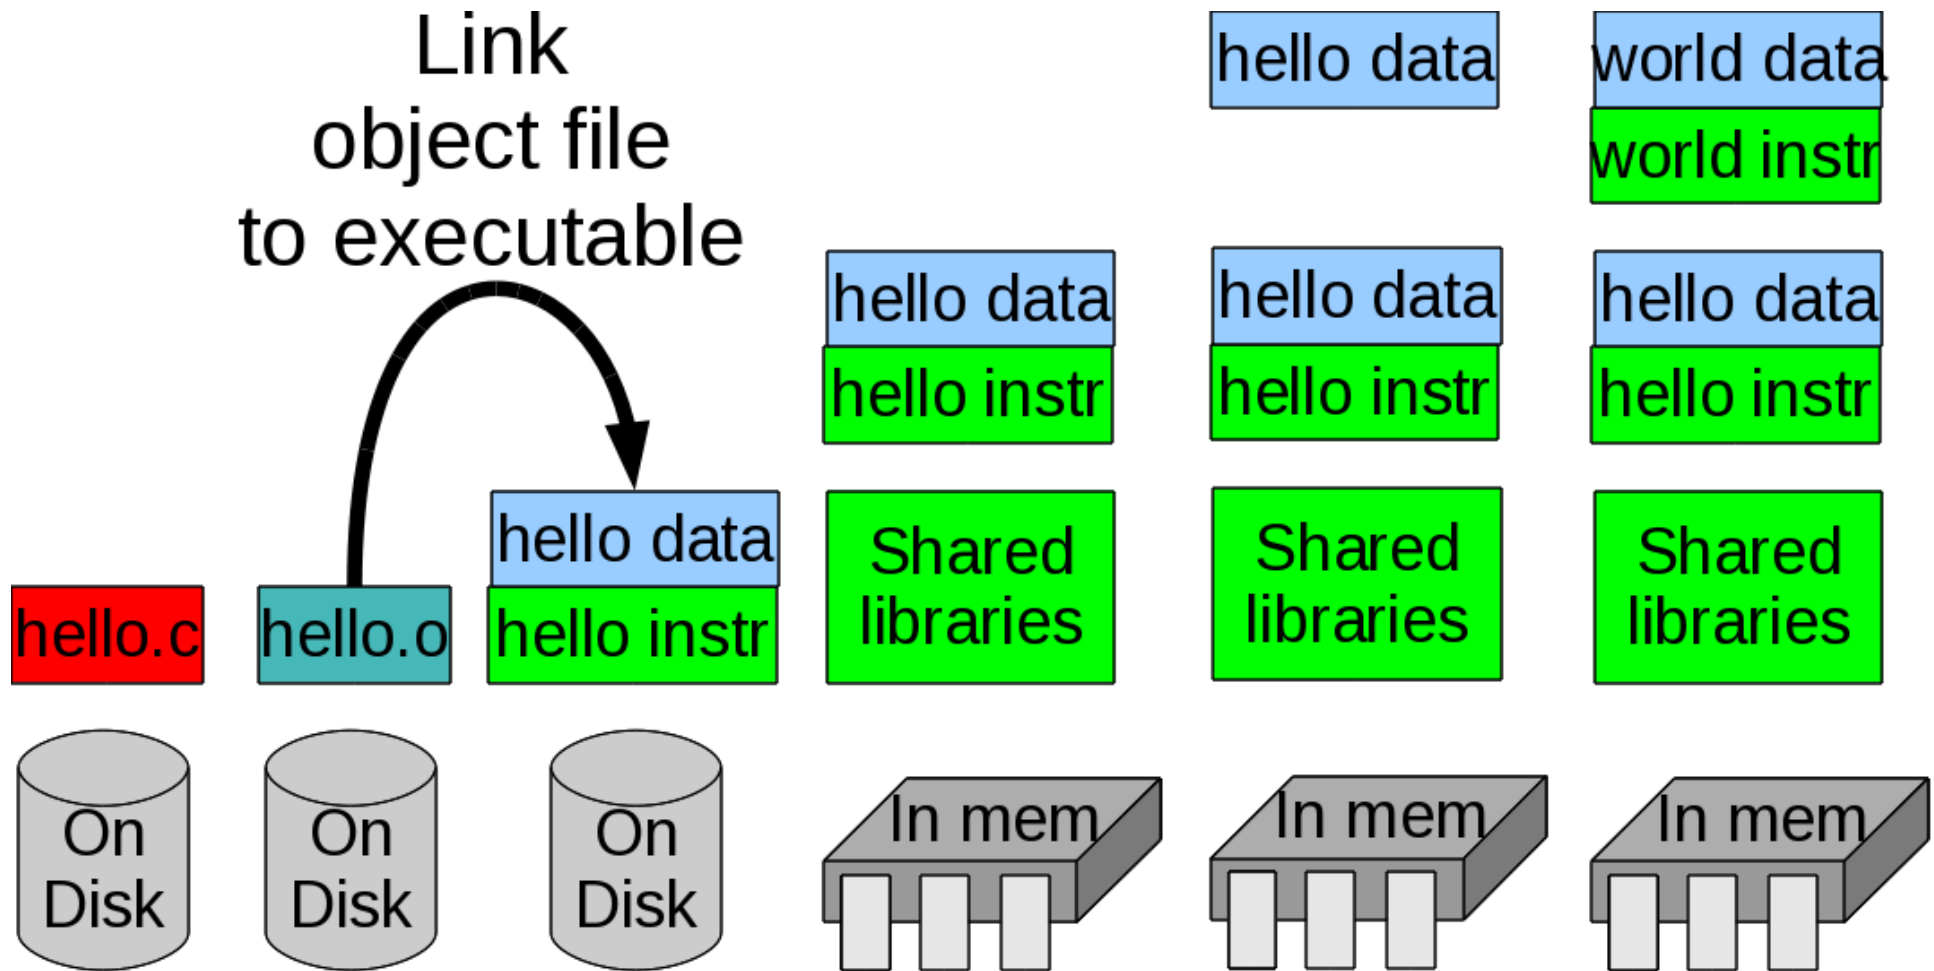 Link
object file
to executable
hello data
world data
world instr
hello data
hello data
hello data
hello instr
hello instr
hello instr
hello data
Shared
libraries
Shared
libraries
Shared
libraries
hello.c
hello.o
hello instr
On
Disk
On
Disk
On
Disk
In mem
In mem
In mem